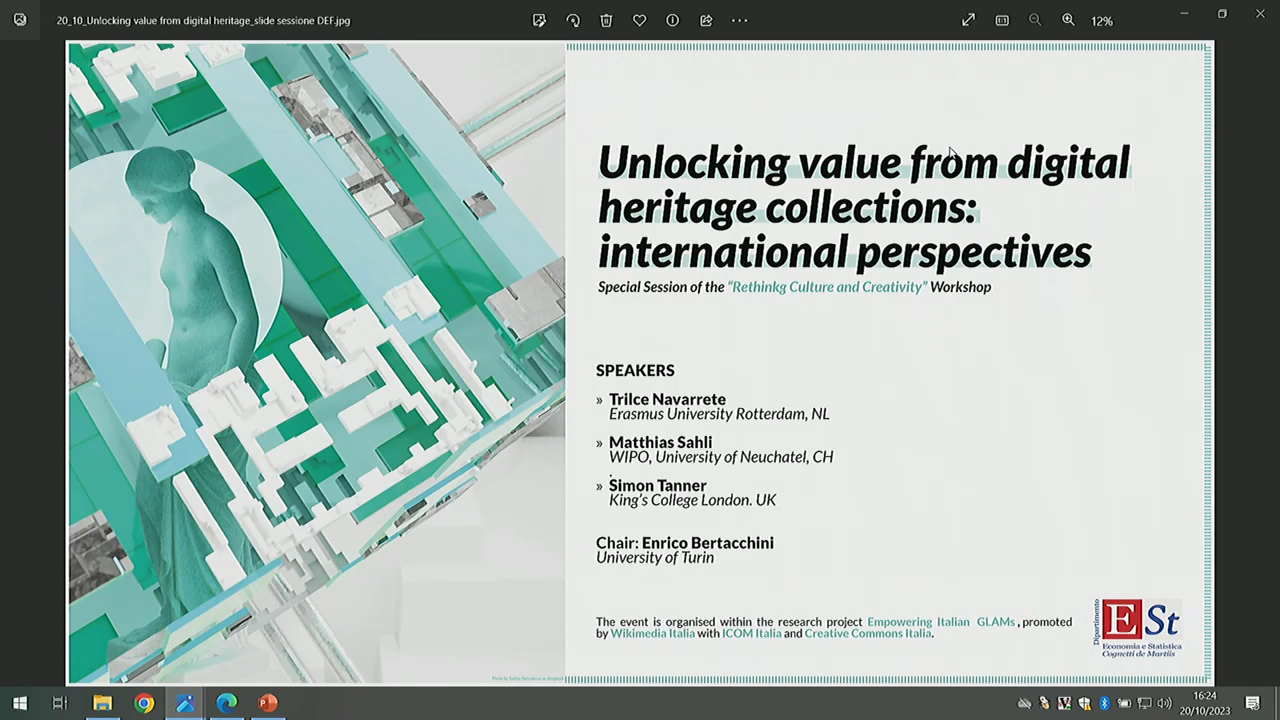 20_10_Unlocking value from digital heritage_slide sessione DEF.jpg
12%
Unlocking value from digital
heritage collections:
international perspectives
Special Session of the “Rethinkg Culture and Creativity” Workshop
SPEAKERS
» Trilce Navarrete
Erasmus University Rotterdam, NL
» Matthias Sahli
WIPO, University of Neuchatel, CH
» Simon Tanner
King's College London. UK
Chair: Enrico Bertacchini
University of Turin
The event is organised within the research project Empowering Italian GLAMs, promoted
by Wikimedia Italia with ICOM Italia and Creative Commons Italia.
Dipartimento
ESt
Economia e Statistica
Cognetti de Martiis
16:24
20/10/2023